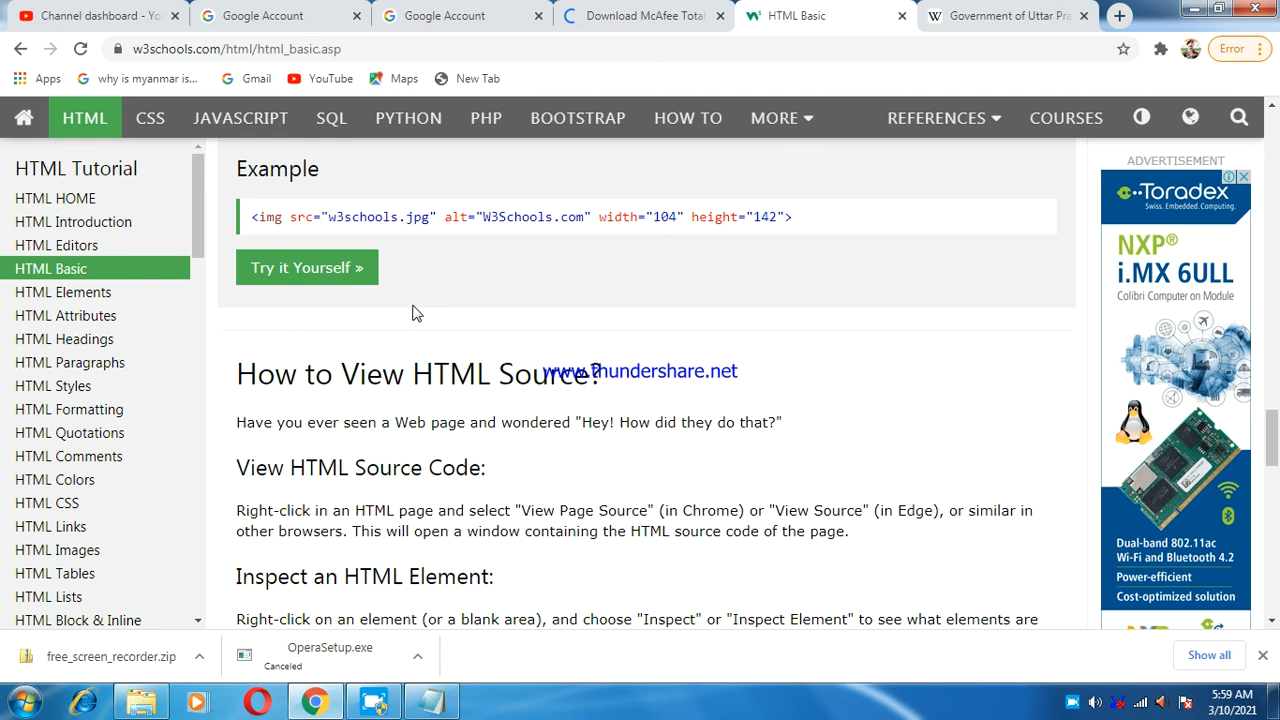 Channel dashboard - Yo
Google Account
Google Account
Download McAfee Total
HTML Basic
Government of Uttar Pra
w3schools.com/html/html_basic.asp
Error
Apps
why is myanmar is...
Gmail
YouTube
Maps
New Tab
HTML
CSS
JAVASCRIPT
SQL
PYTHON
PHP
BOOTSTRAP
HOW TO
MORE
REFERENCES
COURSES
HTML Tutorial
HTML HOME
HTML Introduction
HTML Editors
HTML Basic
HTML Elements
HTML Attributes
HTML Headings
HTML Paragraphs
HTML Styles
HTML Formatting
HTML Quotations
HTML Comments
HTML Colors
HTML CSS
HTML Links
HTML Images
HTML Tables
HTML Lists
HTML Block & Inline
Example
<img src="w3schools.jpg" alt="W3Schools.com" width="104" height="142">
Try it Yourself »
How to View HTML Source?
www.thundershare.net
Have you ever seen a Web page and wondered "Hey! How did they do that?"
View HTML Source Code:
Right-click in an HTML page and select "View Page Source" (in Chrome) or "View Source" (in Edge), or similar in
other browsers. This will open a window containing the HTML source code of the page.
Inspect an HTML Element:
Right-click on an element (or a blank area), and choose "Inspect" or "Inspect Element" to see what elements are
ADVERTISEMENT
Toradex
Swiss. Embedded. Computing.
NXP®
i.MX 6ULL
Colibri Computer on Module
Dual-band 802.11ac
Wi-Fi and Bluetooth 4.2
Power-efficient
Cost-optimized solution
free_screen_recorder.zip
OperaSetup.exe
Canceled
Show all
5:59 AM
3/10/2021